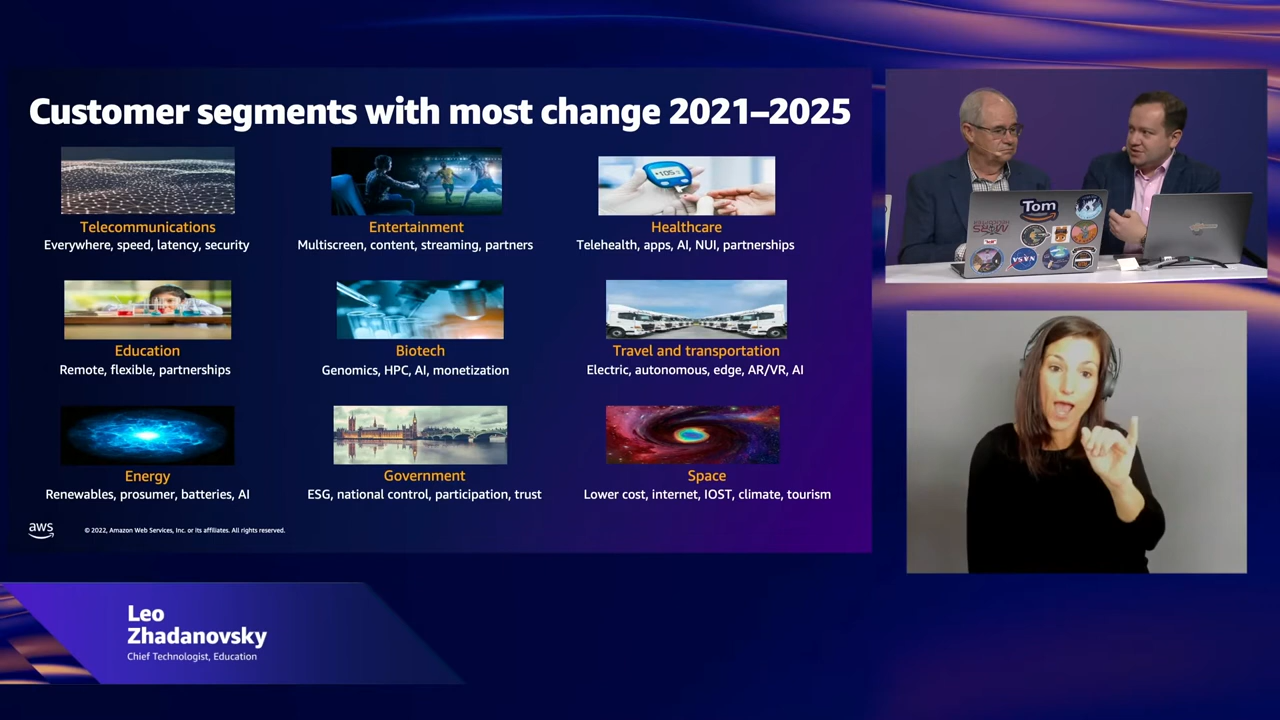 Customer segments with most change 2021–2025
Telecommunications
Everywhere, speed, latency, security
Entertainment
Multiscreen, content, streaming, partners
Healthcare
Telehealth, apps, AI, NUI, partnerships
Education
Remote, flexible, partnerships
Biotech
Genomics, HPC, AI, monetization
Travel and transportation
Electric, autonomous, edge, AR/VR, AI
Energy
Renewables, prosumer, batteries, AI
Government
ESG, national control, participation, trust
Space
Lower cost, internet, IOST, climate, tourism
aws
© 2022, Amazon Web Services, Inc. or its affiliates. All rights reserved.
Tom
NASA
Leo
Zhadanovsky
Chief Technologist, Education